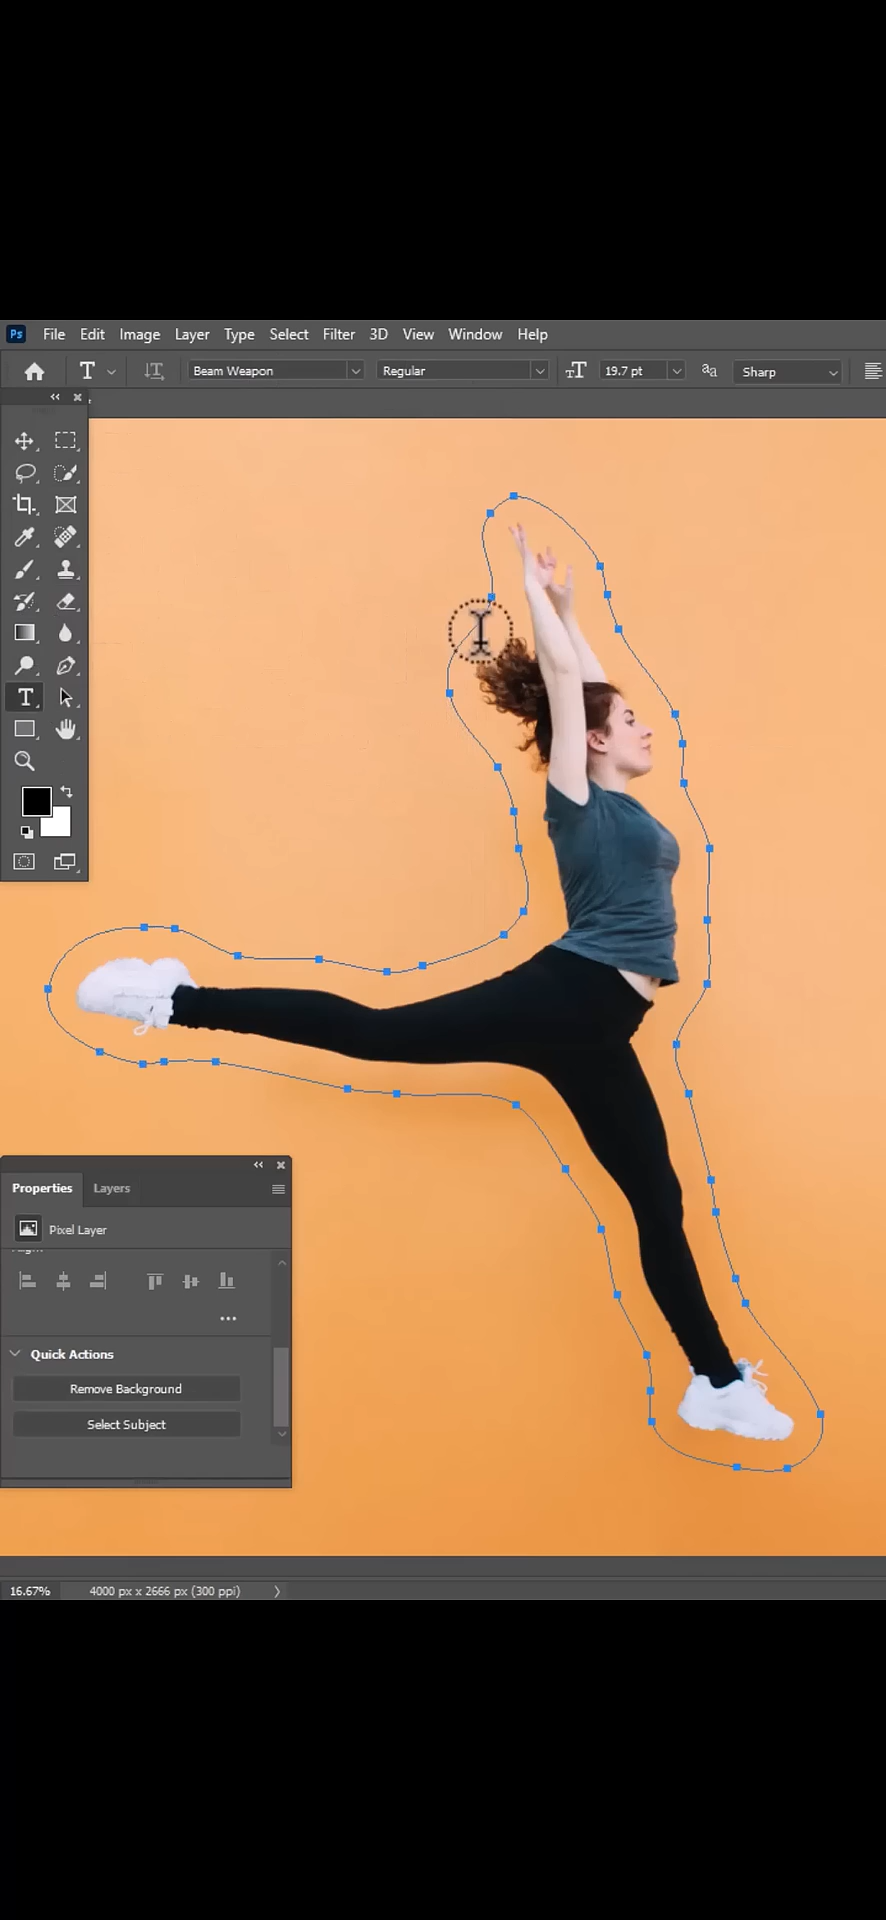 Ps File Edit Image Layer Type Select Filter 3D View Window Help
T Beam Weapon Regular 19.7 pt Sharp
T
Properties Layers
Pixel Layer
Quick Actions
Remove Background
Select Subject
16.67% 4000 px x 2666 px (300 ppi)